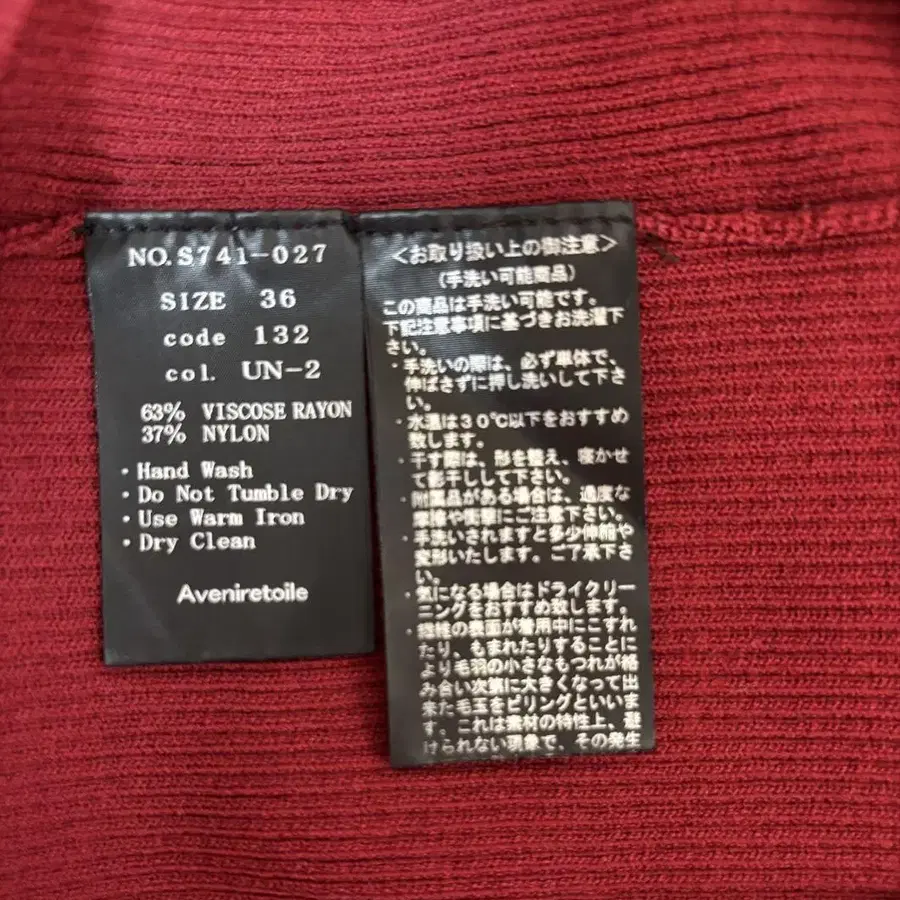 NO.S741-027
SIZE 36
code 132
col. UN-2
63% VISCOSE RAYON
37% NYLON
・Hand Wash
・Do Not Tumble Dry
・Use Warm Iron
・Dry Clean
Aveniretoile
＜お取り扱い上の御注意＞
(手洗い可能商品)
この商品は手洗い可能です。
下記注意事項に基づきお洗濯下
さい。
・手洗いの際は、必ず単体で、
伸ばさずに押し洗いして下さ
い。
・水温は30℃以下をおすすめ
致します。
・干す際は、形を整え、寝かせ
て影干しして下さい。
・附属品がある場合は、過度な
摩擦や衝撃にご注意下さい。
・手洗いされますと多少伸縮や
変形いたします。ご了承下さ
い。
・気になる場合はドライクリー
ニングをおすすめ致します。
・繊維の表面が着用中にこすれ
たり、もまれたりすることに
より毛羽の小さなもつれが絡
み合い次第に大きくなって出
来た毛玉をピリングといいま
す。これは素材の特性上、避
けられない現象で、その発生